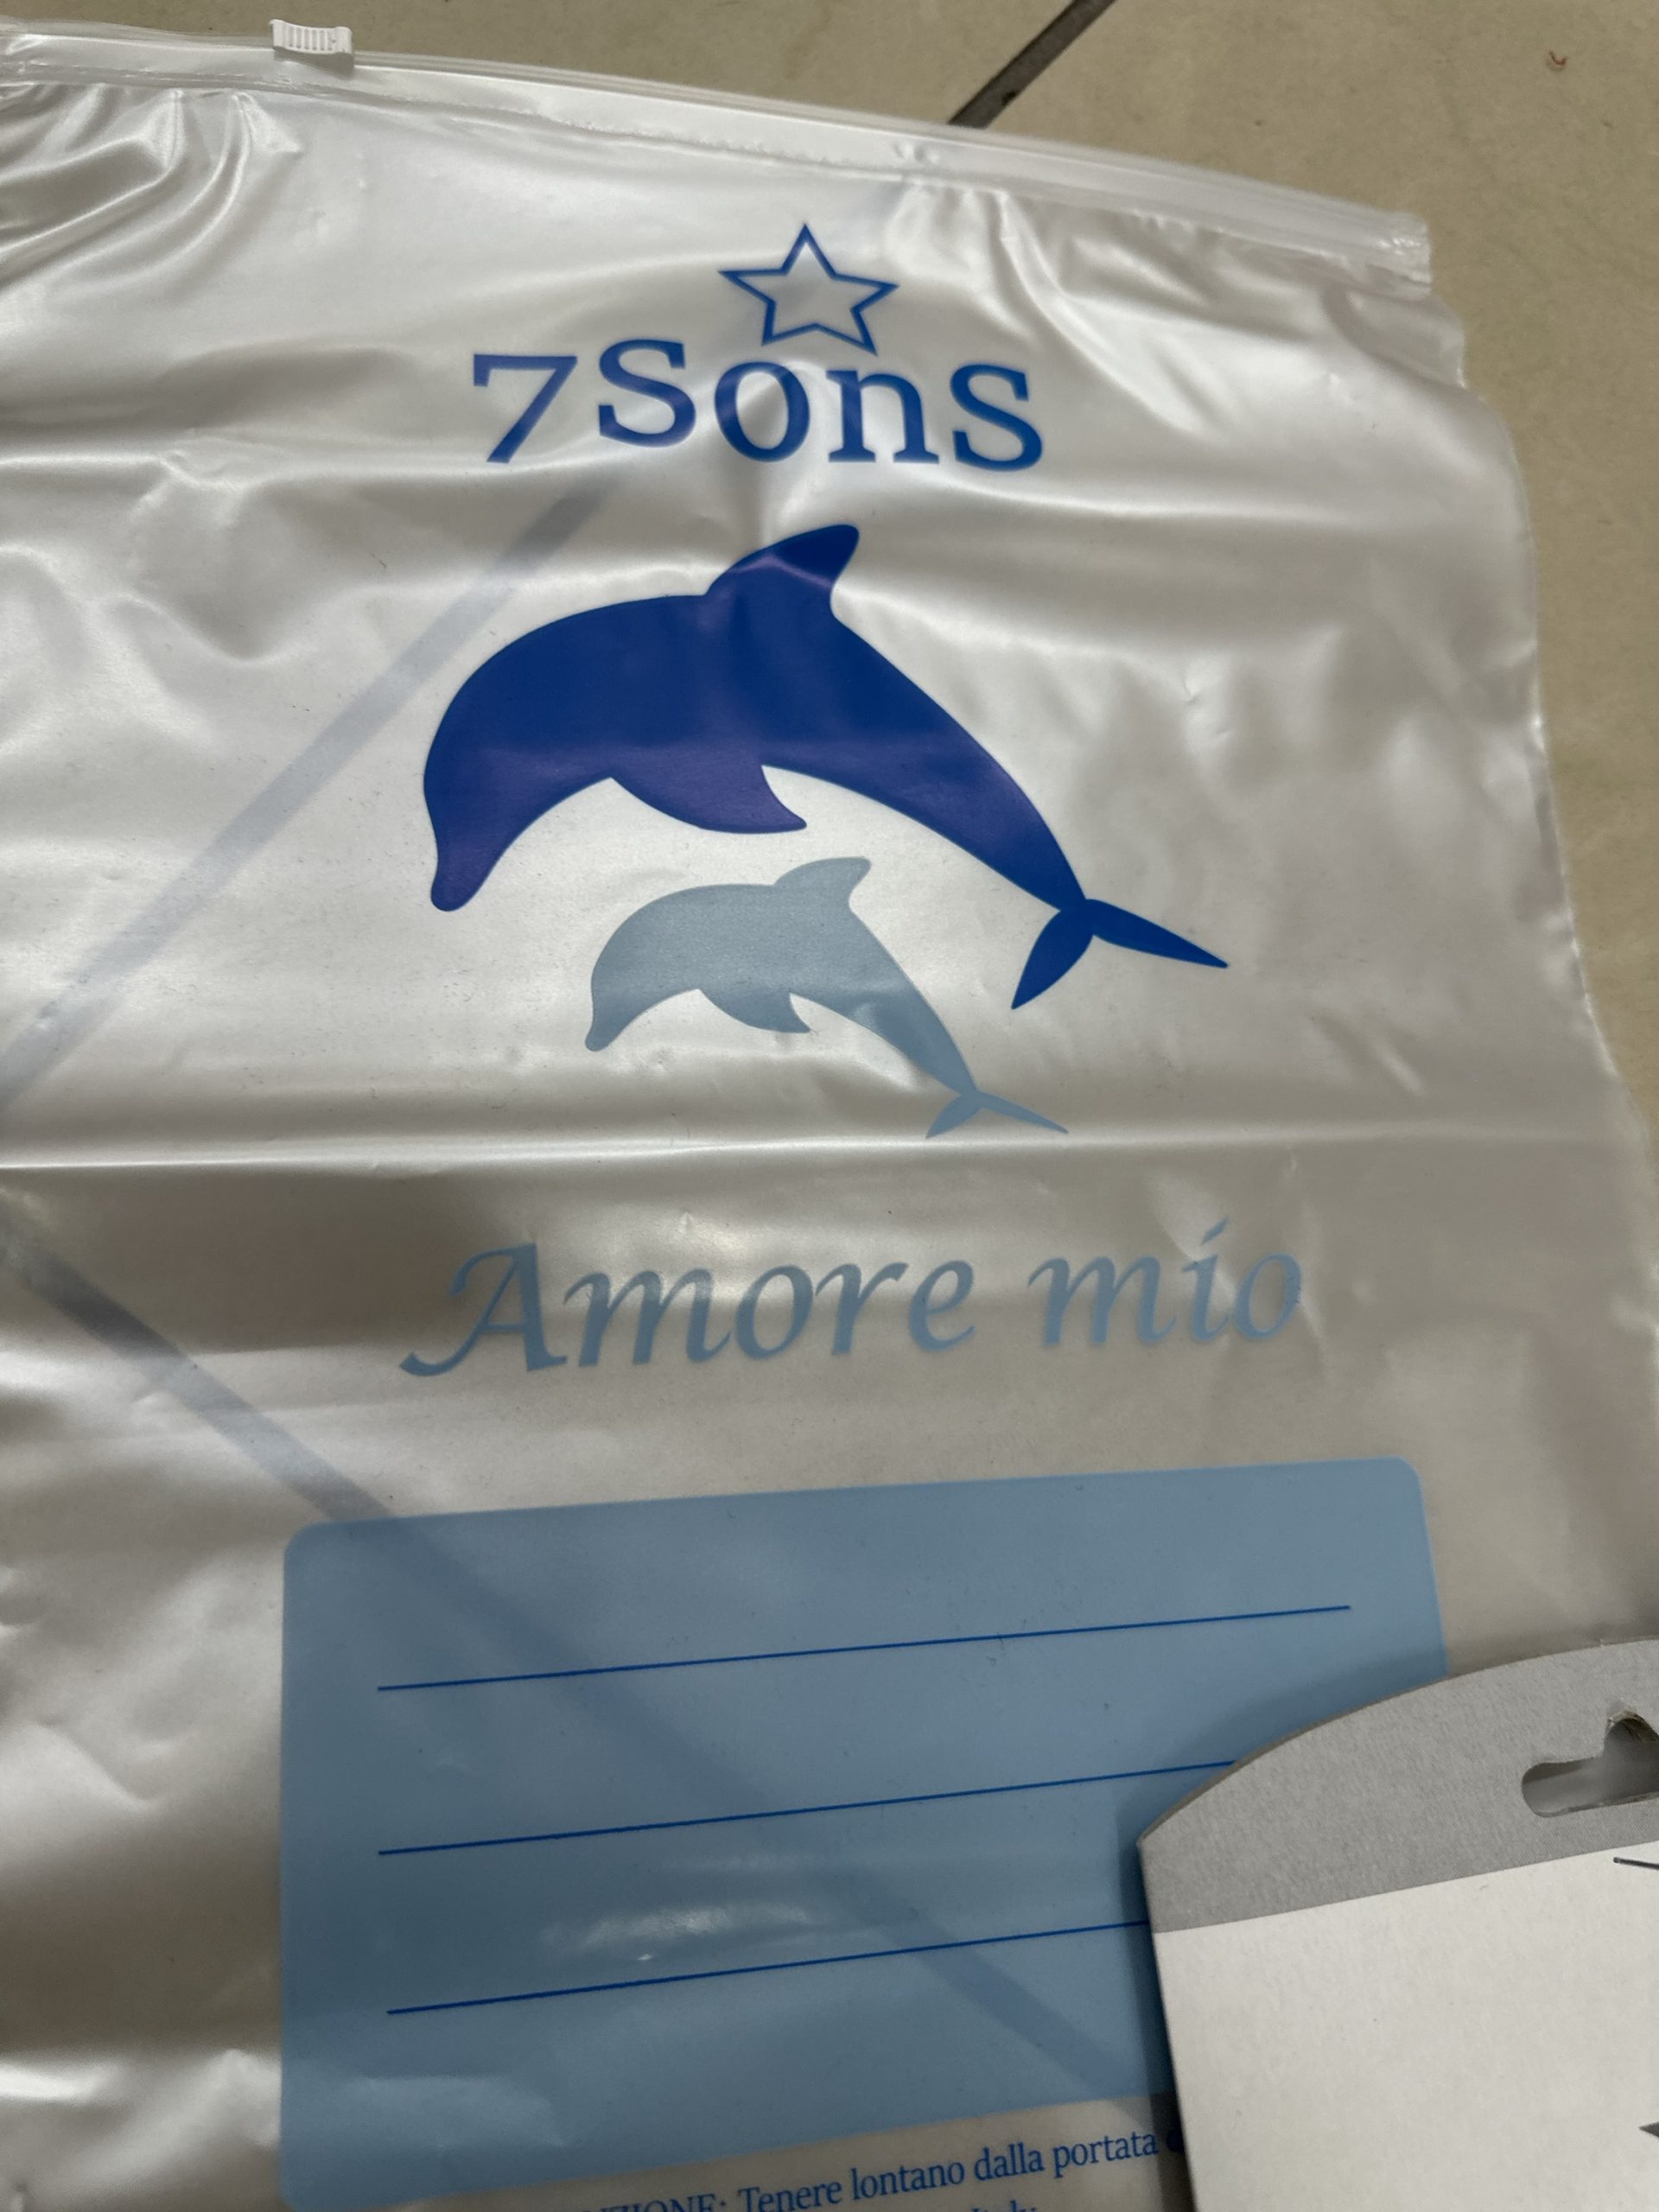 7Sons
Amore mio
Tenere lontano dalla portata